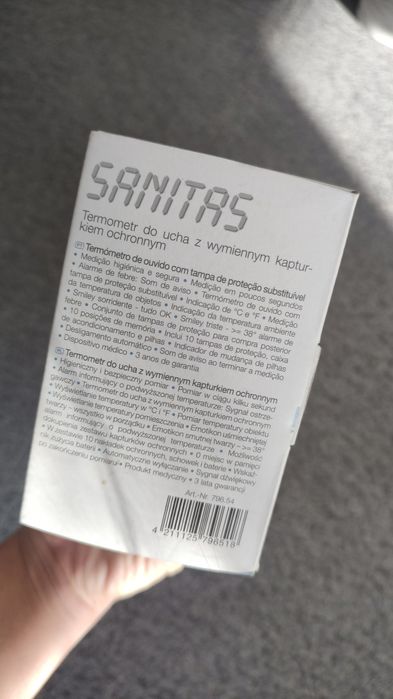 SANITAS
Termometr do ucha z wymiennym kaptur-
kiem ochronnym
PT Termómetro de ouvido com tampa de proteção substituível
• Medição higiénica e segura • Medição em poucos segundos
• Alarme de febre: Som de aviso • Termómetro de ouvido com
tampa de proteção substituível • Indicação de °C e °F • Medição
da temperatura de objetos • Indicação da temperatura ambiente
• Smiley sorridente - tudo OK • Smiley triste - >= 38° alarme de
febre • Conjunto de tampas de proteção para compra posterior
• 10 posições de memória • Inclui 10 tampas de proteção, caixa
de acondicionamento e pilhas • Indicador de mudança de pilhas
• Desligamento automático • Som de aviso ao terminar a medição
• Dispositivo médico • 3 anos de garantia
PL Termometr do ucha z wymiennym kapturkiem ochronnym
• Higieniczny i bezpieczny pomiar • Pomiar w ciągu kilku sekund
• Alarm informujący o podwyższonej temperaturze: Sygnał ostrze-
gawczy • Termometr do ucha z wymiennym kapturkiem ochronnym
• Wyświetlanie temperatury w °C i °F • Pomiar temperatury obiektu
• Wyświetlanie temperatury pomieszczenia • Emotikon uśmiechniętej
twarzy – wszystko w porządku • Emotikon smutnej twarzy – >= 38°
alarm informujący o podwyższonej temperaturze • Możliwość
dokupienia zestawu kapturków ochronnych • 0 miejsc w pamięci
• W zestawie 10 nasadek ochronnych, schowek i baterie • Wskaź-
nik zużycia baterii • Automatyczne wyłączanie • Sygnał dźwiękowy
po zakończeniu pomiaru • Produkt medyczny • 3 lata gwarancji
Art.-Nr. 798.54
4 211125 798518